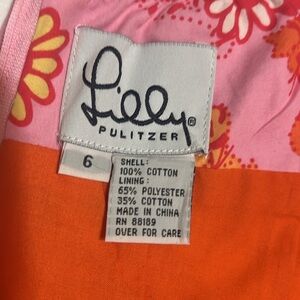 Lilly®
PULITZER
6
SHELL:
100% COTTON
LINING:
65% POLYESTER
35% COTTON
MADE IN CHINA
RN 88189
OVER FOR CARE